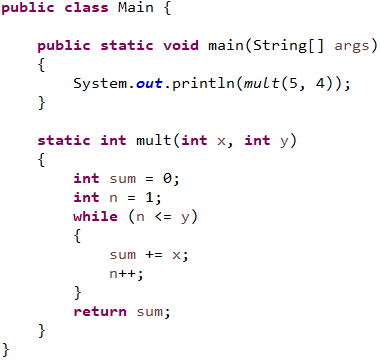 public class Main {
public static void main(String[] args)
{
System.out.println(mult(5, 4));
}
static int mult(int x, int y)
{
int sum = 0;
int n = 1;
while (n <= y)
{
sum += x;
n++;
}
return sum;
}
}